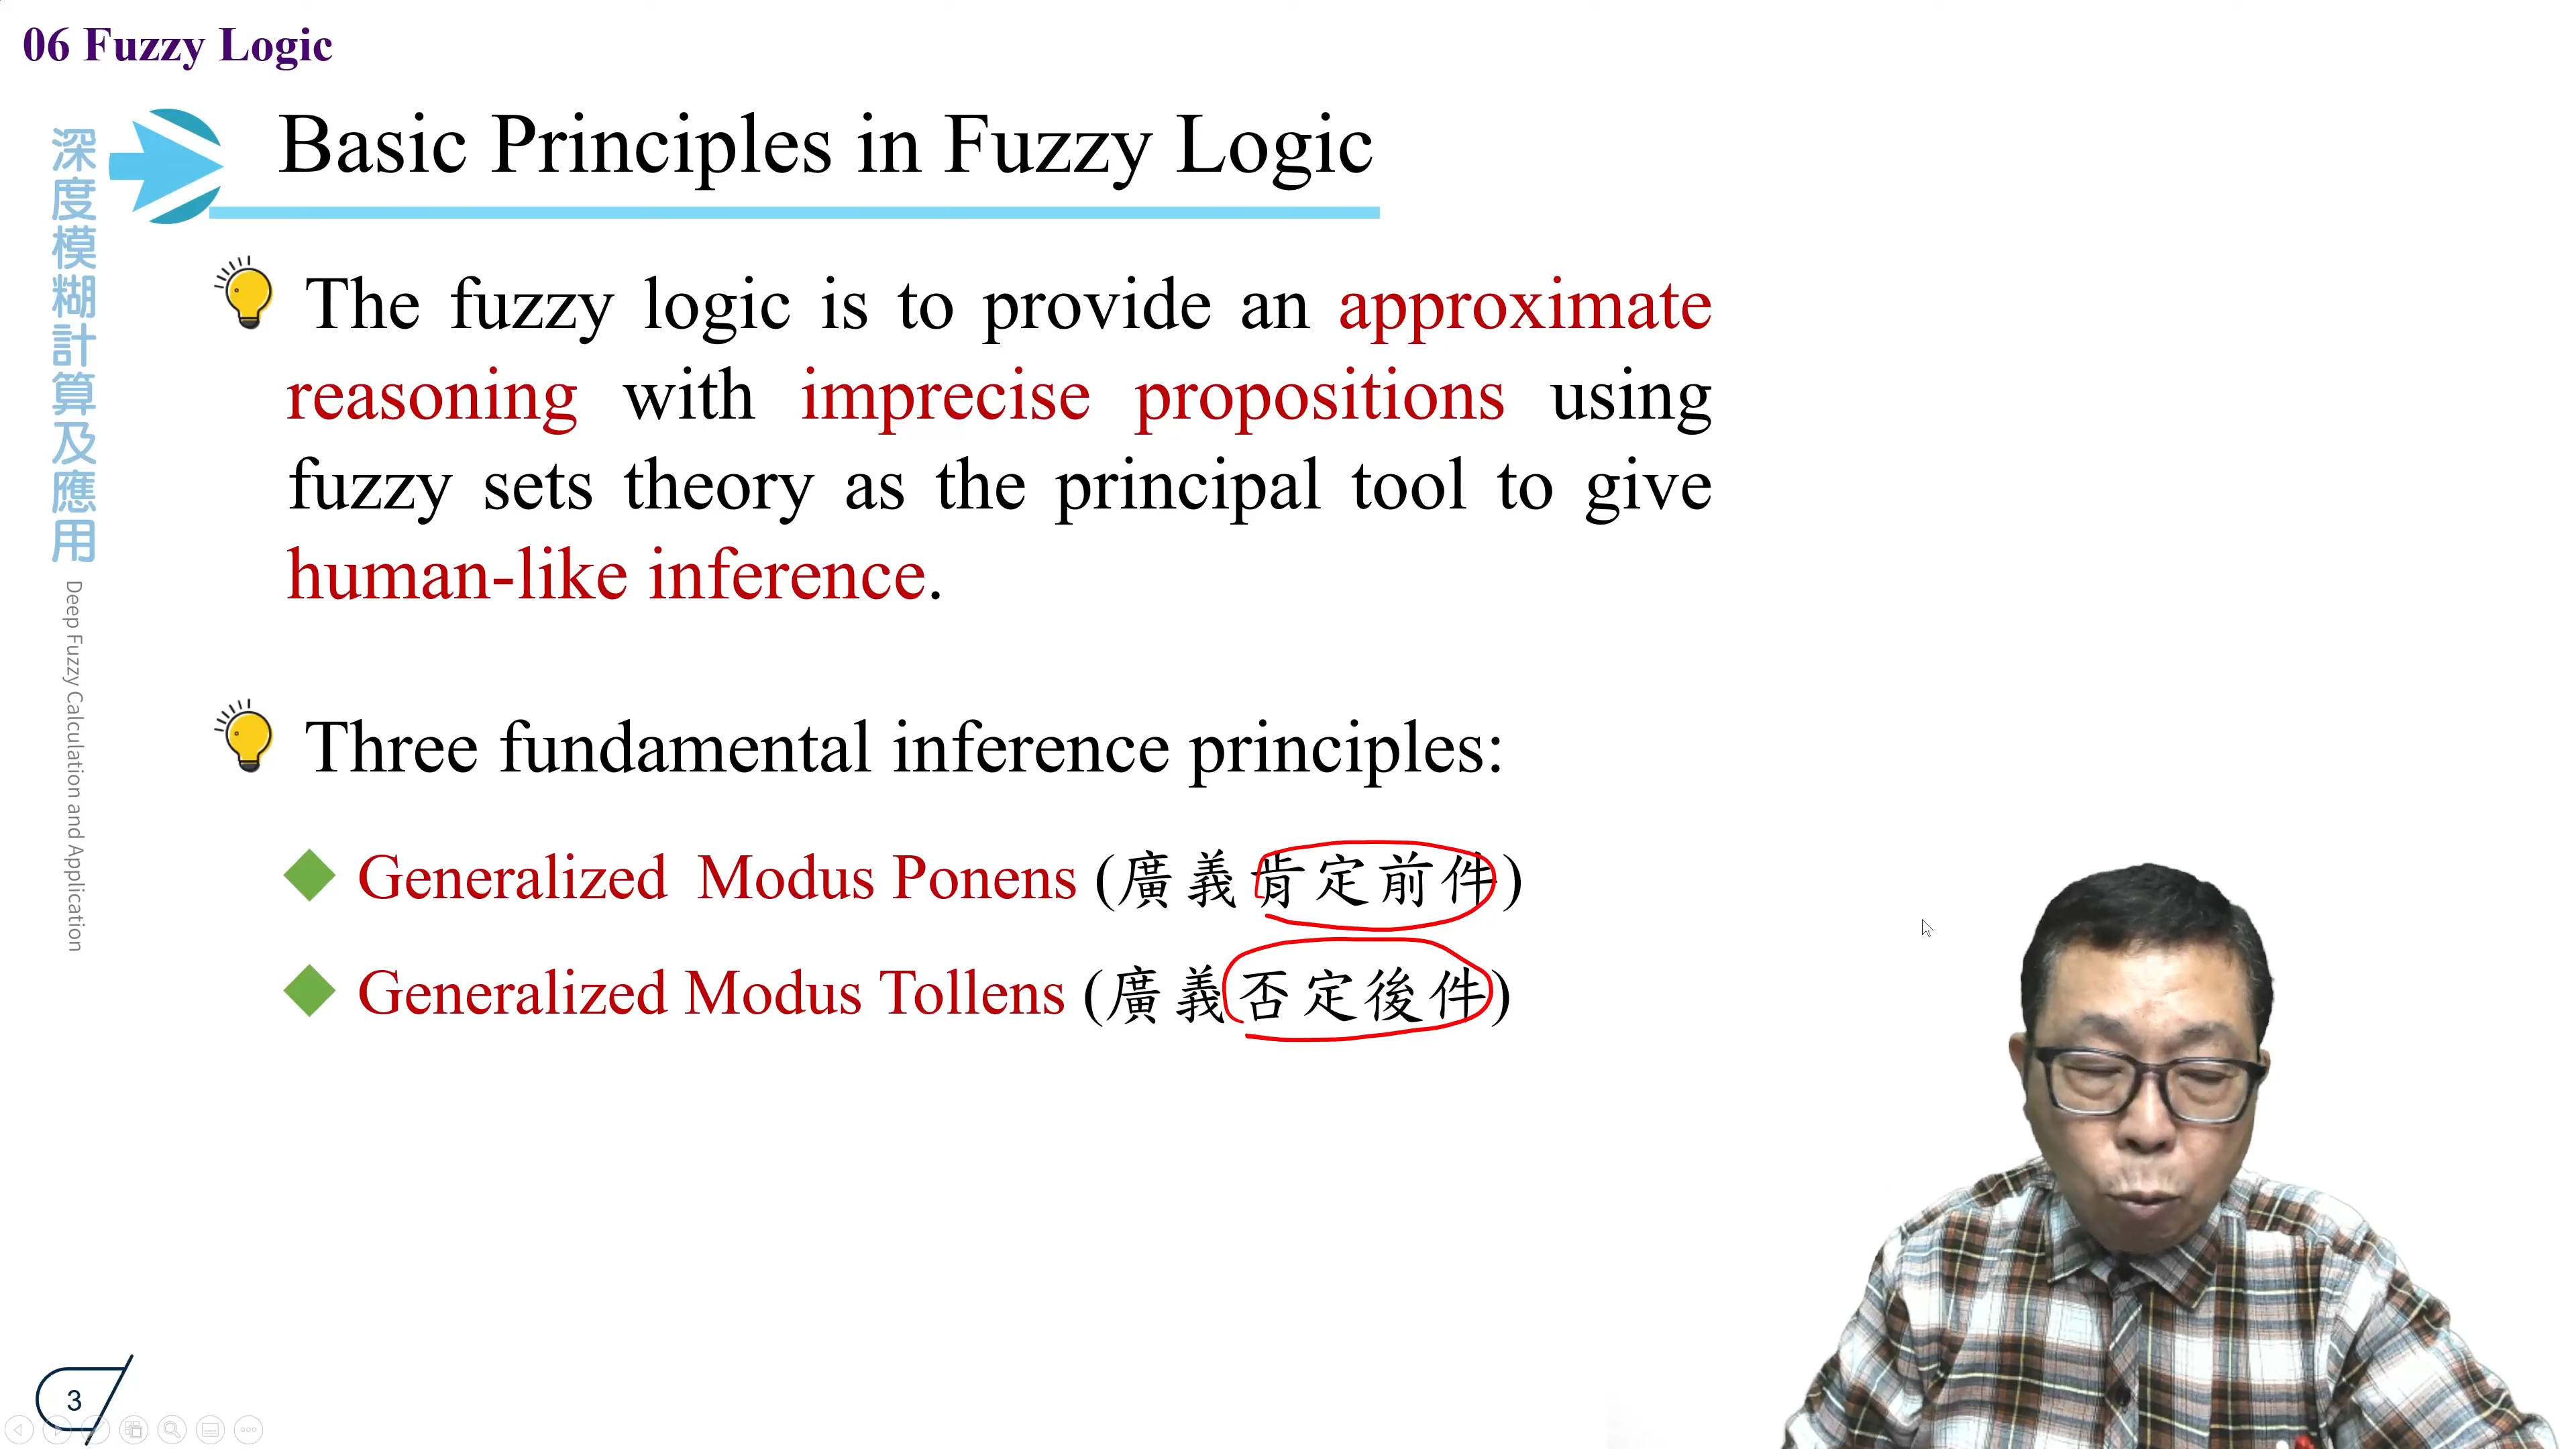 06 Fuzzy Logic
Basic Principles in Fuzzy Logic
深度模糊計算及應用
Deep Fuzzy Calculation and Application
The fuzzy logic is to provide an approximate
reasoning with imprecise propositions using
fuzzy sets theory as the principal tool to give
human-like inference.
Three fundamental inference principles:
Generalized Modus Ponens (廣義肯定前件)
Generalized Modus Tollens (廣義否定後件)
3